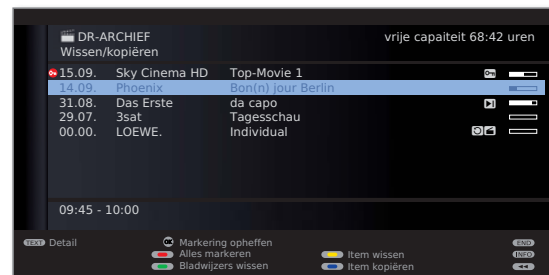 DR-ARCHIEF vrije capaiteit 68:42 uren
Wissen/kopiëren
15.09. Sky Cinema HD Top-Movie 1
14.09. Phoenix Bon(n) jour Berlin
31.08. Das Erste da capo
29.07. 3sat Tagesschau
00.00. LOEWE. Individual
09:45 - 10:00
TEXT Detail OK Markering opheffen END
Alles markeren Item wissen INFO
Bladwijzers wissen Item kopiëren